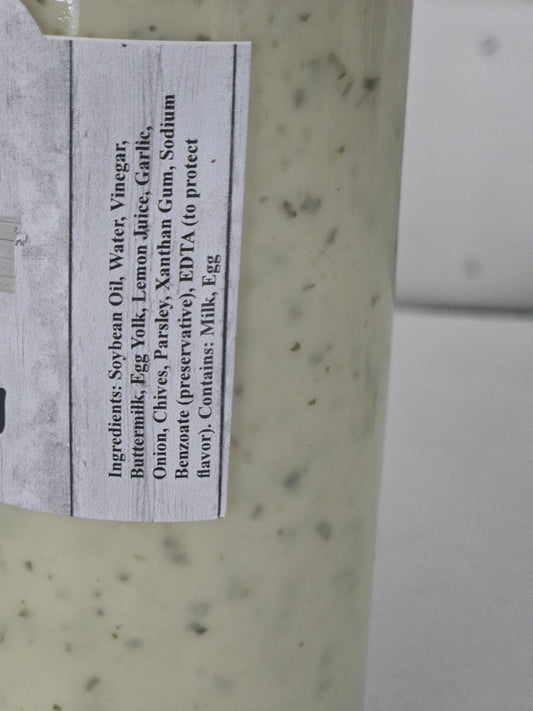 Ingredients: Soybean Oil, Water, Vinegar,
Buttermilk, Egg Yolk, Lemon Juice, Garlic,
Onion, Chives, Parsley, Xanthan Gum, Sodium
Benzoate (preservative), EDTA (to protect
flavor). Contains: Milk, Egg